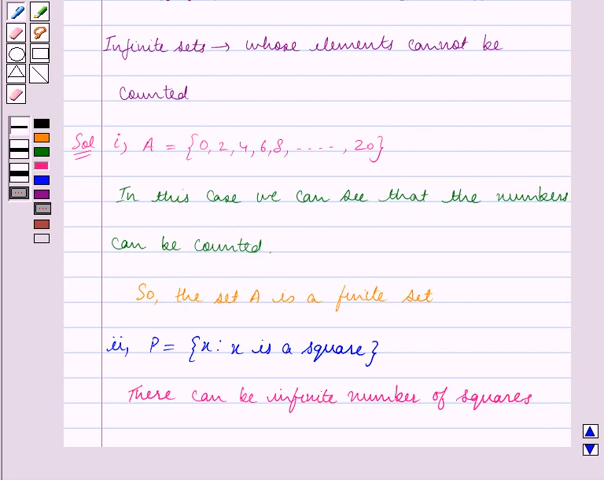 Infinite sets → whose elements cannot be
counted
Sol i, A = {0, 2, 4, 6, 8, ....., 20}
In this case we can see that the numbers
can be counted.
So, the set A is a finite set
ii, P = {x : x is a square}
There can be infinite number of squares